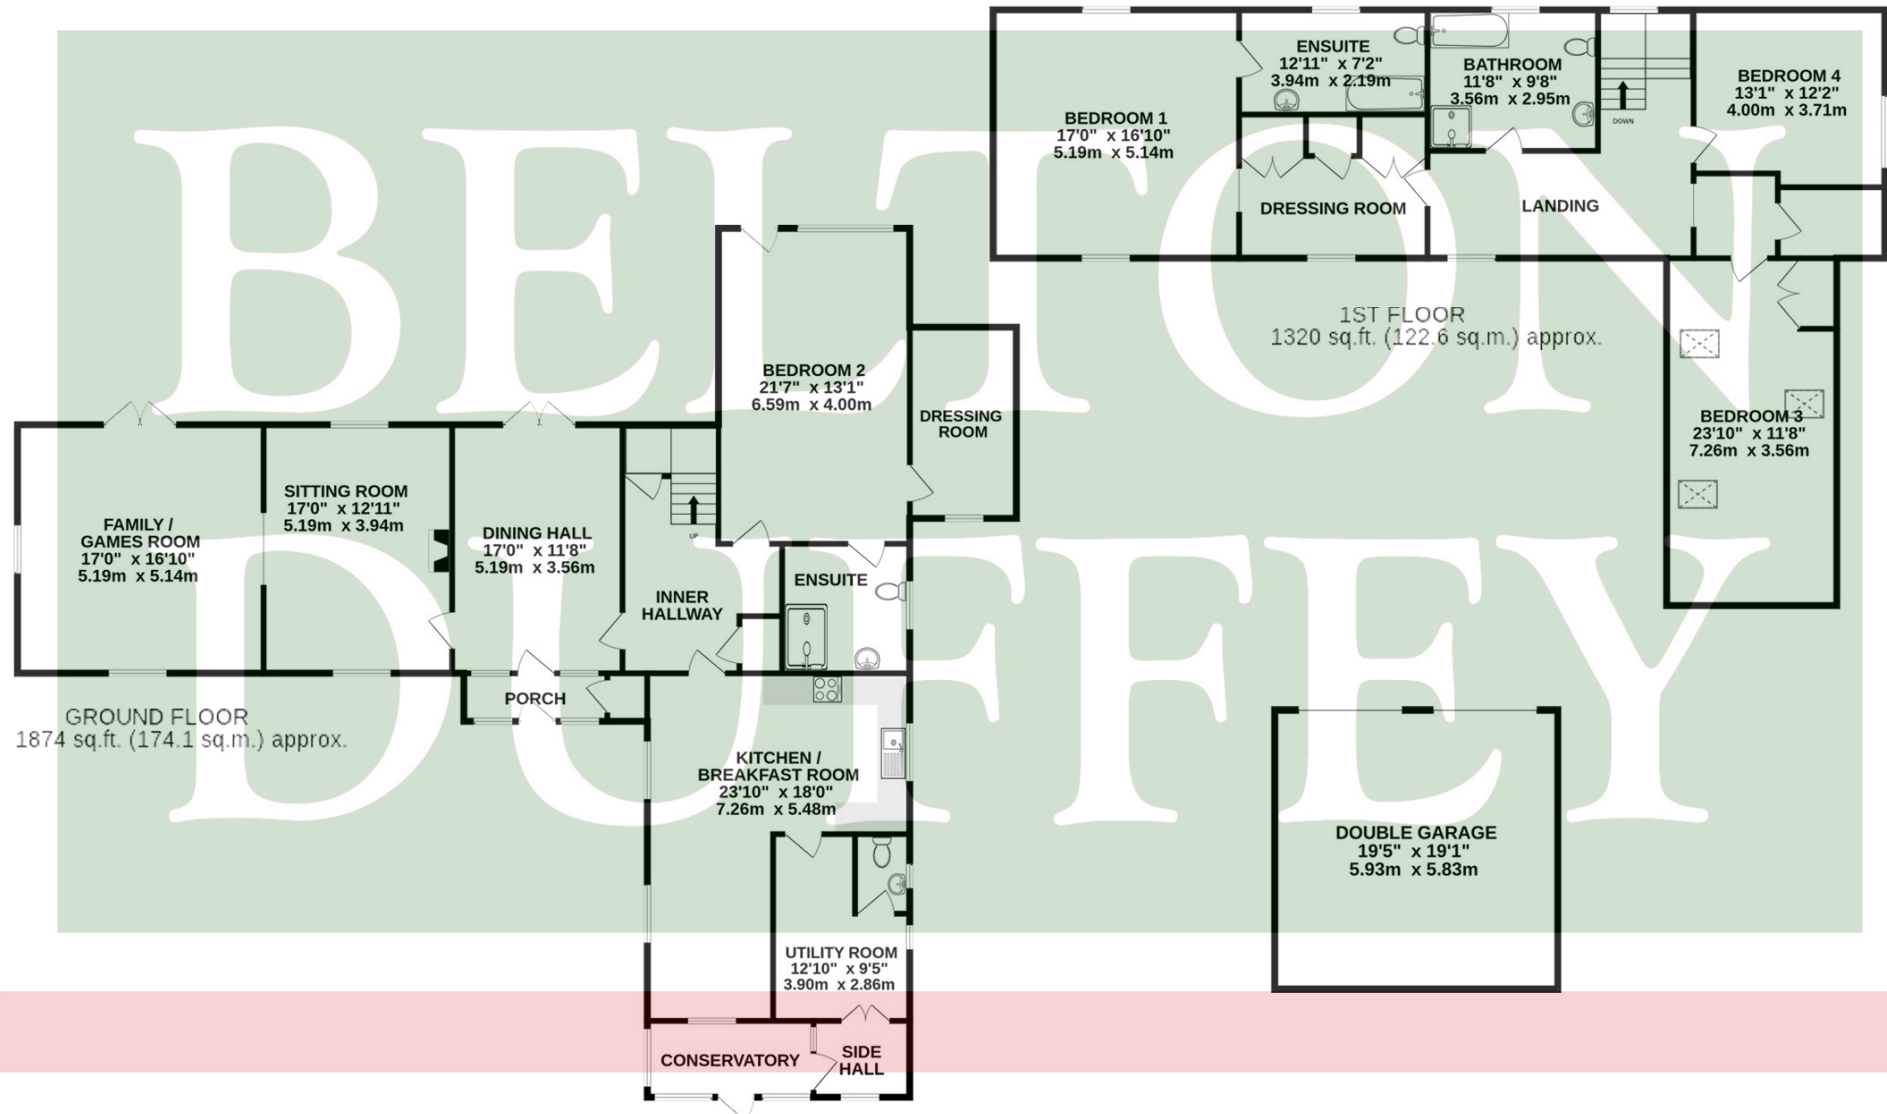 BELTON
DUFFEY
ENSUITE
12'11" x 7'2"
3.94m x 2.19m
BATHROOM
11'8" x 9'8"
3.56m x 2.95m
DOWN
BEDROOM 4
13'1" x 12'2"
4.00m x 3.71m
BEDROOM 1
17'0" x 16'10"
5.19m x 5.14m
DRESSING ROOM
LANDING
1ST FLOOR
1320 sq.ft. (122.6 sq.m.) approx.
BEDROOM 3
23'10" x 11'8"
7.26m x 3.56m
BEDROOM 2
21'7" x 13'1"
6.59m x 4.00m
DRESSING
ROOM
FAMILY /
GAMES ROOM
17'0" x 16'10"
5.19m x 5.14m
SITTING ROOM
17'0" x 12'11"
5.19m x 3.94m
DINING HALL
17'0" x 11'8"
5.19m x 3.56m
UP
INNER
HALLWAY
ENSUITE
PORCH
GROUND FLOOR
1874 sq.ft. (174.1 sq.m.) approx.
KITCHEN /
BREAKFAST ROOM
23'10" x 18'0"
7.26m x 5.48m
UTILITY ROOM
12'10" x 9'5"
3.90m x 2.86m
CONSERVATORY
SIDE
HALL
DOUBLE GARAGE
19'5" x 19'1"
5.93m x 5.83m